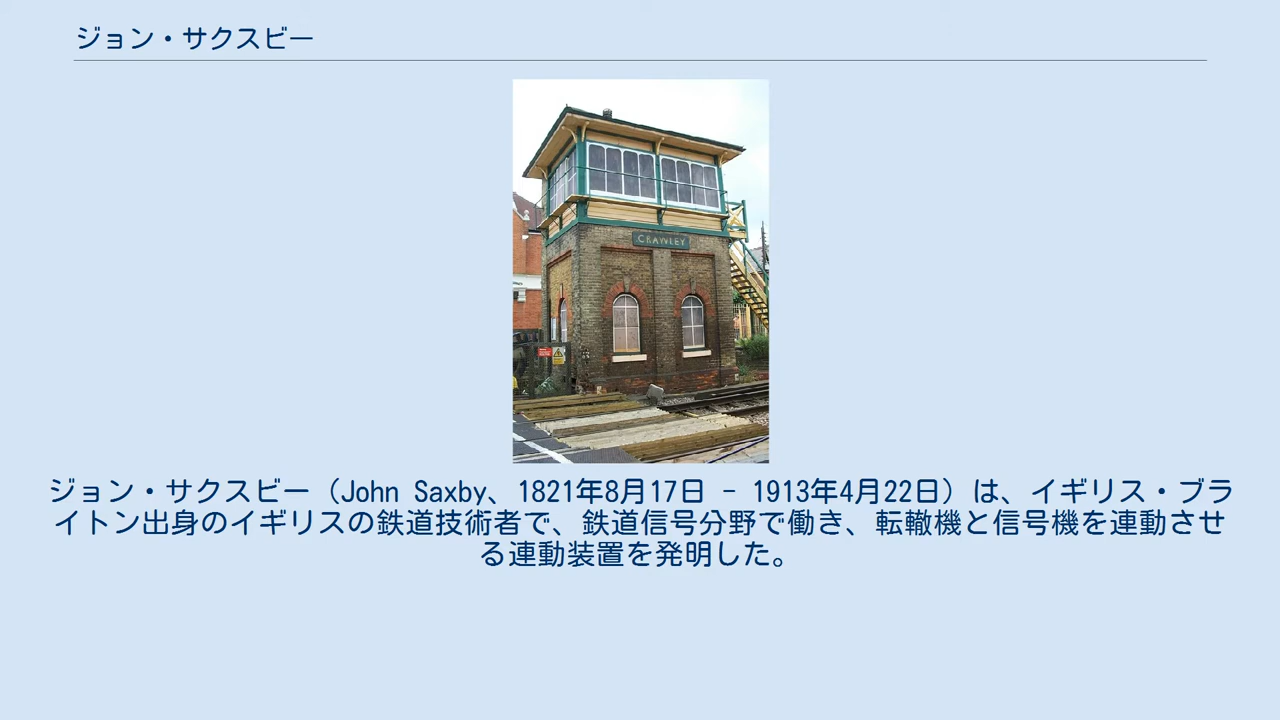 ジョン・サクスビー
CRAWLEY
ジョン・サクスビー（John Saxby、1821年8月17日 - 1913年4月22日）は、イギリス・ブラ
イトン出身のイギリスの鉄道技術者で、鉄道信号分野で働き、転轍機と信号機を連動させ
る連動装置を発明した。